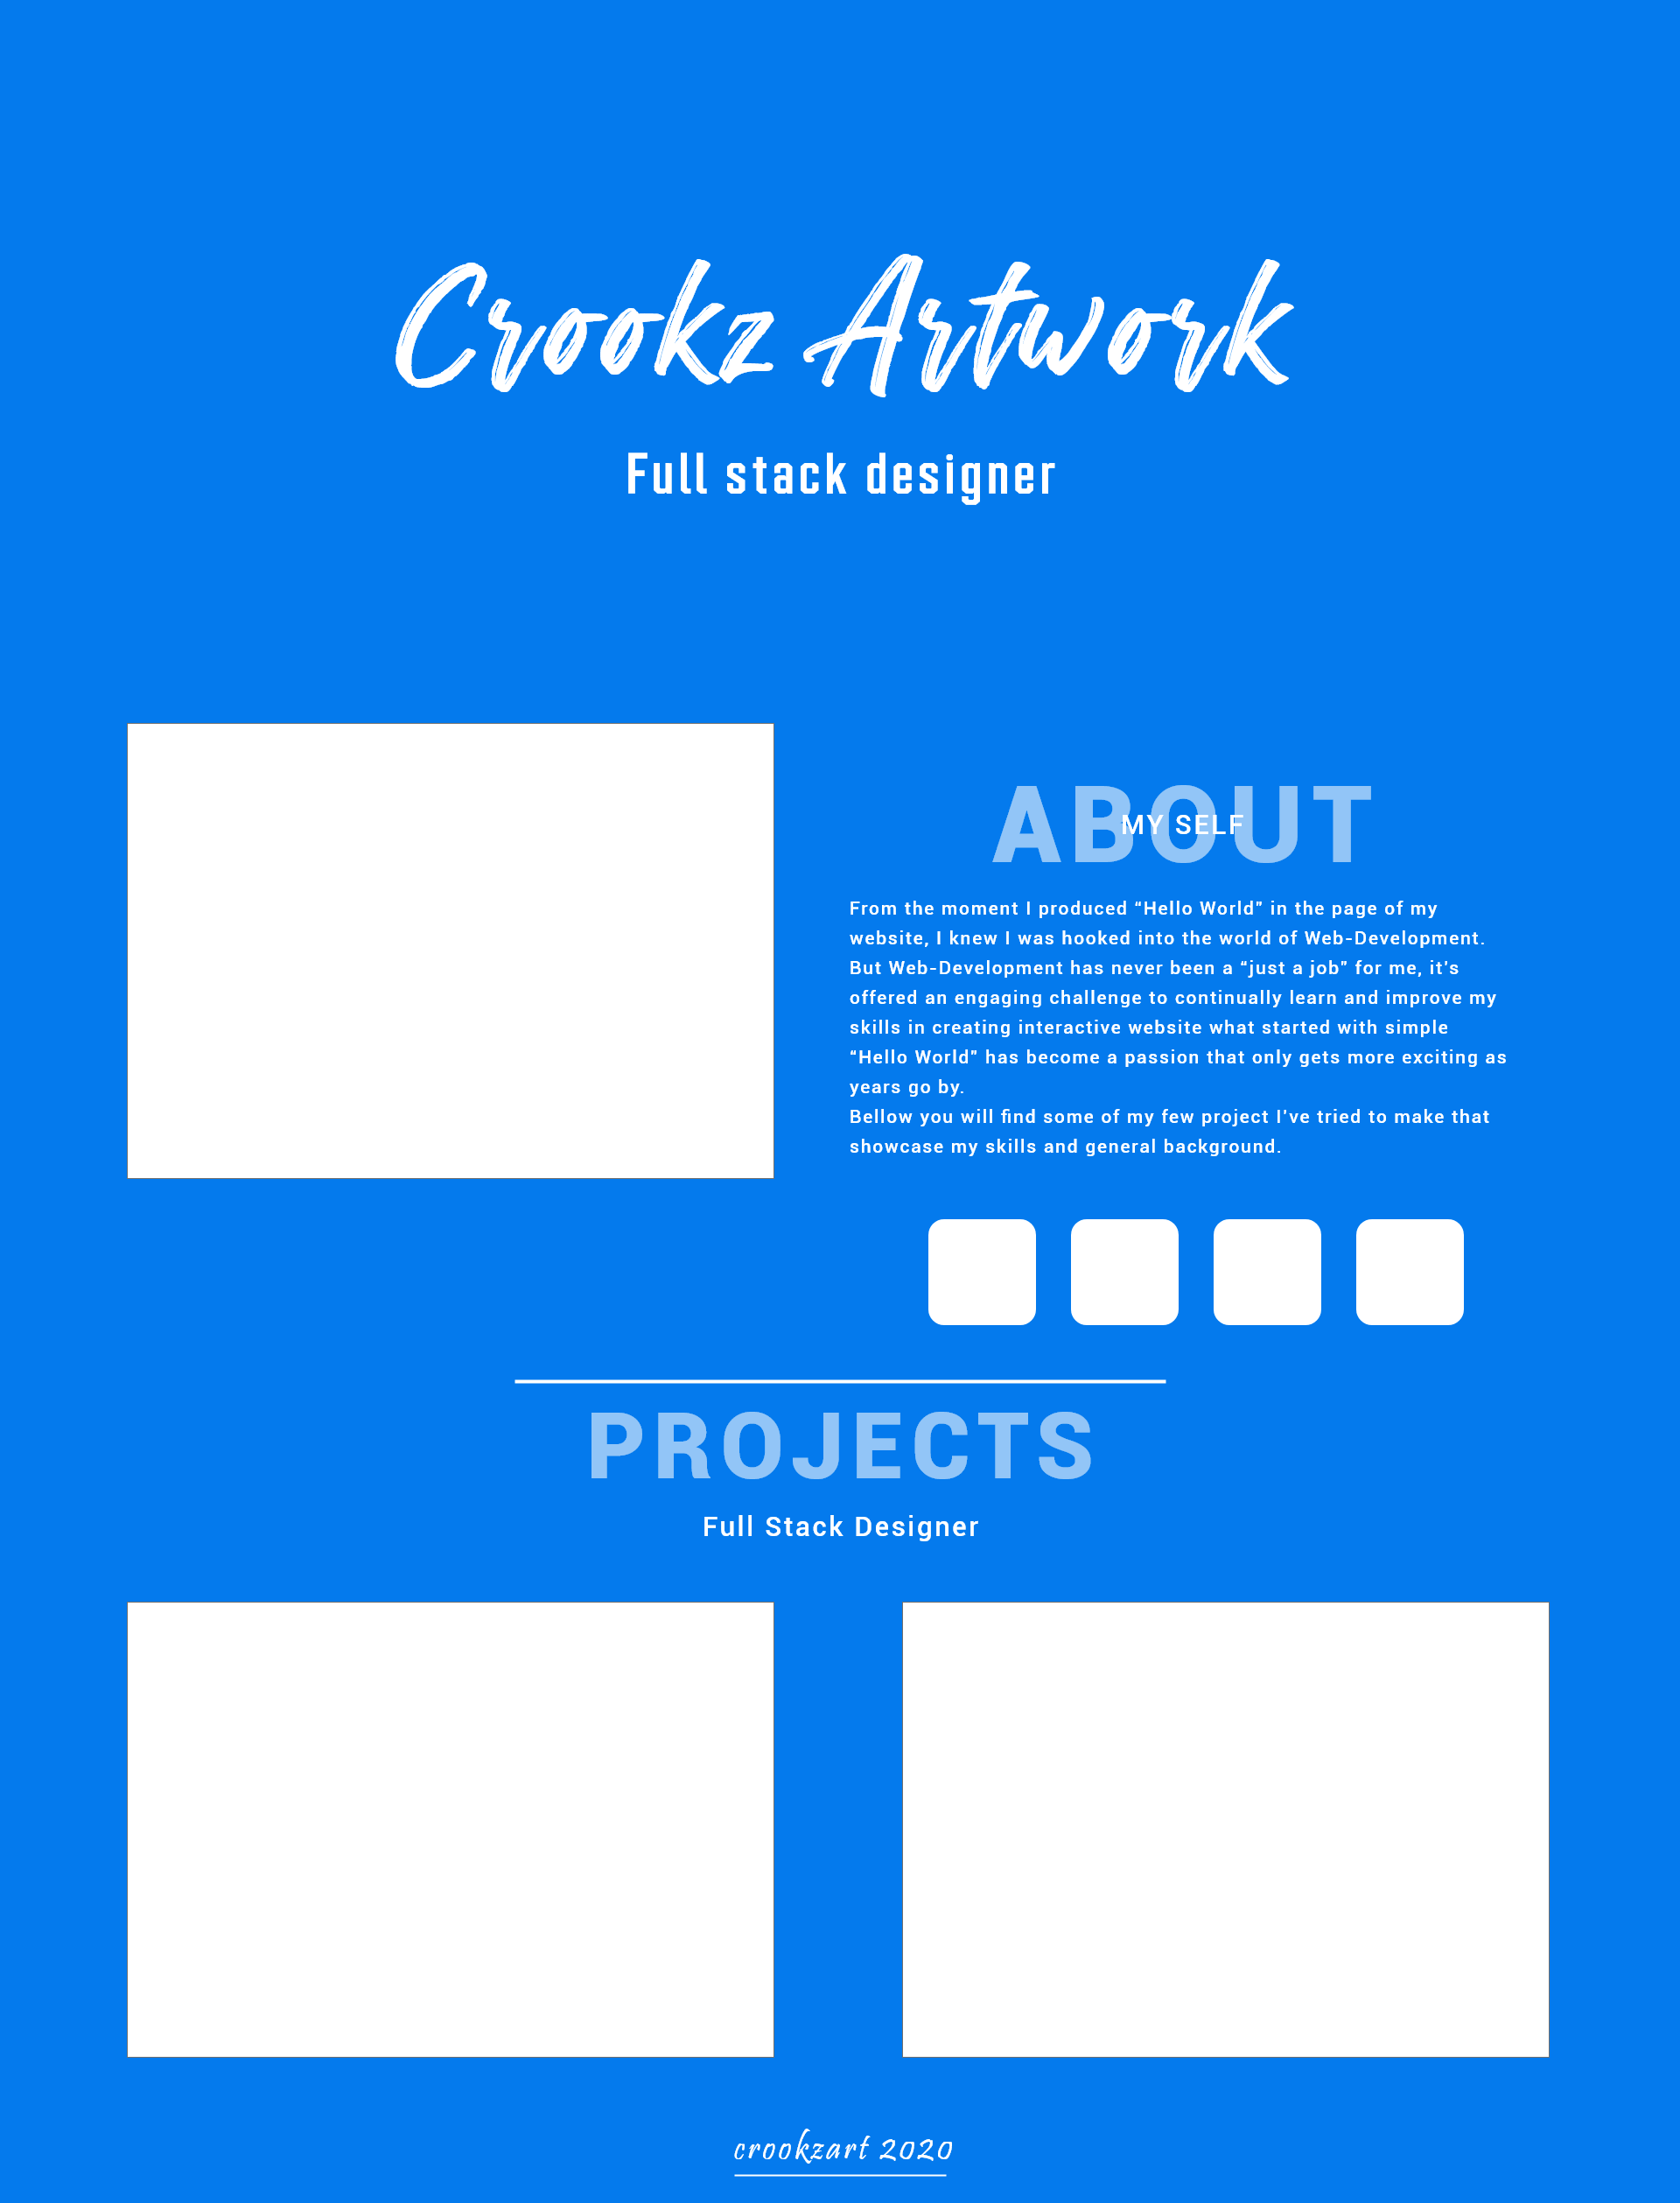 Crookz Artwork
Full stack designer
ABOUT
MY SELF
From the moment I produced “Hello World” in the page of my
website, I knew I was hooked into the world of Web-Development.
But Web-Development has never been a “just a job” for me, it's
offered an engaging challenge to continually learn and improve my
skills in creating interactive website what started with simple
“Hello World” has become a passion that only gets more exciting as
years go by.
Bellow you will find some of my few project I've tried to make that
showcase my skills and general background.
PROJECTS
Full Stack Designer
crookzart 2020